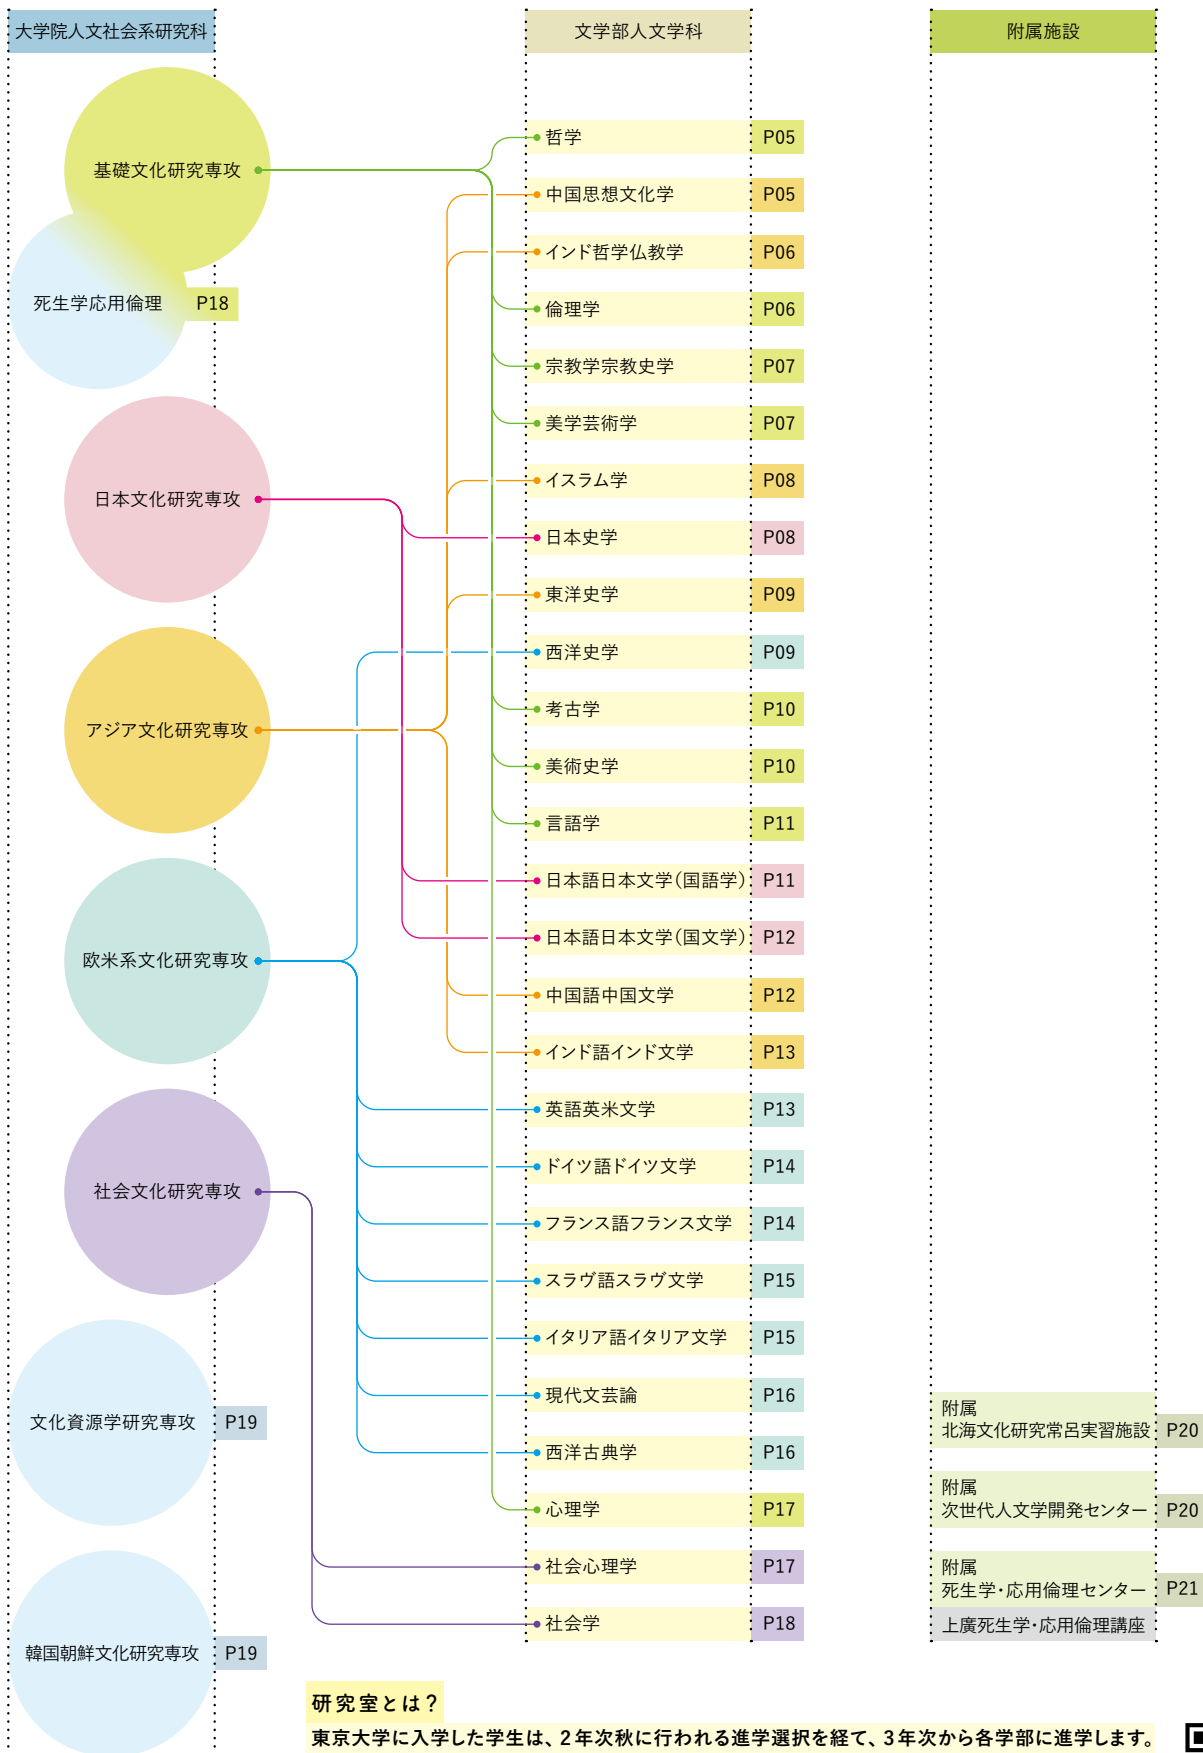 大学院人文社会系研究科
基礎文化研究専攻
死生学応用倫理 P18
日本文化研究専攻
アジア文化研究専攻
欧米系文化研究専攻
社会文化研究専攻
文化資源学研究専攻 P19
韓国朝鮮文化研究専攻 P19
文学部人文学科
哲学 P05
中国思想文化学 P05
インド哲学仏教学 P06
倫理学 P06
宗教学宗教史学 P07
美学芸術学 P07
イスラム学 P08
日本史学 P08
東洋史学 P09
西洋史学 P09
考古学 P10
美術史学 P10
言語学 P11
日本語日本文学（国語学） P11
日本語日本文学（国文学） P12
中国語中国文学 P12
インド語インド文学 P13
英語英米文学 P13
ドイツ語ドイツ文学 P14
フランス語フランス文学 P14
スラヴ語スラヴ文学 P15
イタリア語イタリア文学 P15
現代文芸論 P16
西洋古典学 P16
心理学 P17
社会心理学 P17
社会学 P18
附属施設
附属
北海文化研究常呂実習施設 P20
附属
次世代人文学開発センター P20
附属
死生学・応用倫理センター P21
上廣死生学・応用倫理講座
研究室とは？
東京大学に入学した学生は、2年次秋に行われる進学選択を経て、3年次から各学部に進学します。